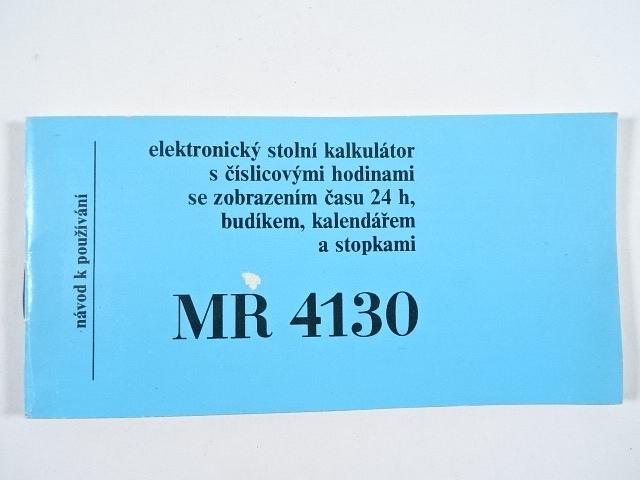 návod k používání
elektronický stolní kalkulátor
s číslicovými hodinami
se zobrazením času 24 h,
budíkem, kalendářem
a stopkami
MR 4130